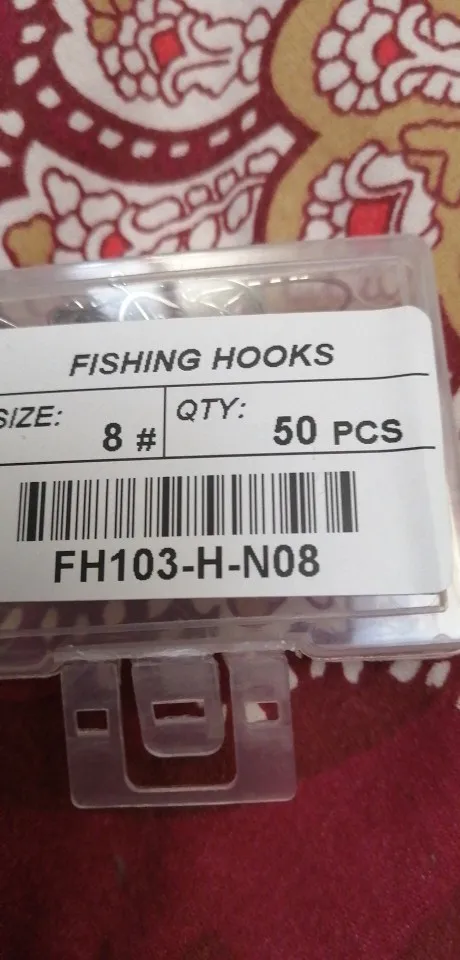 FISHING HOOKS
SIZE:
8 #
QTY:
50 PCS
FH103-H-N08